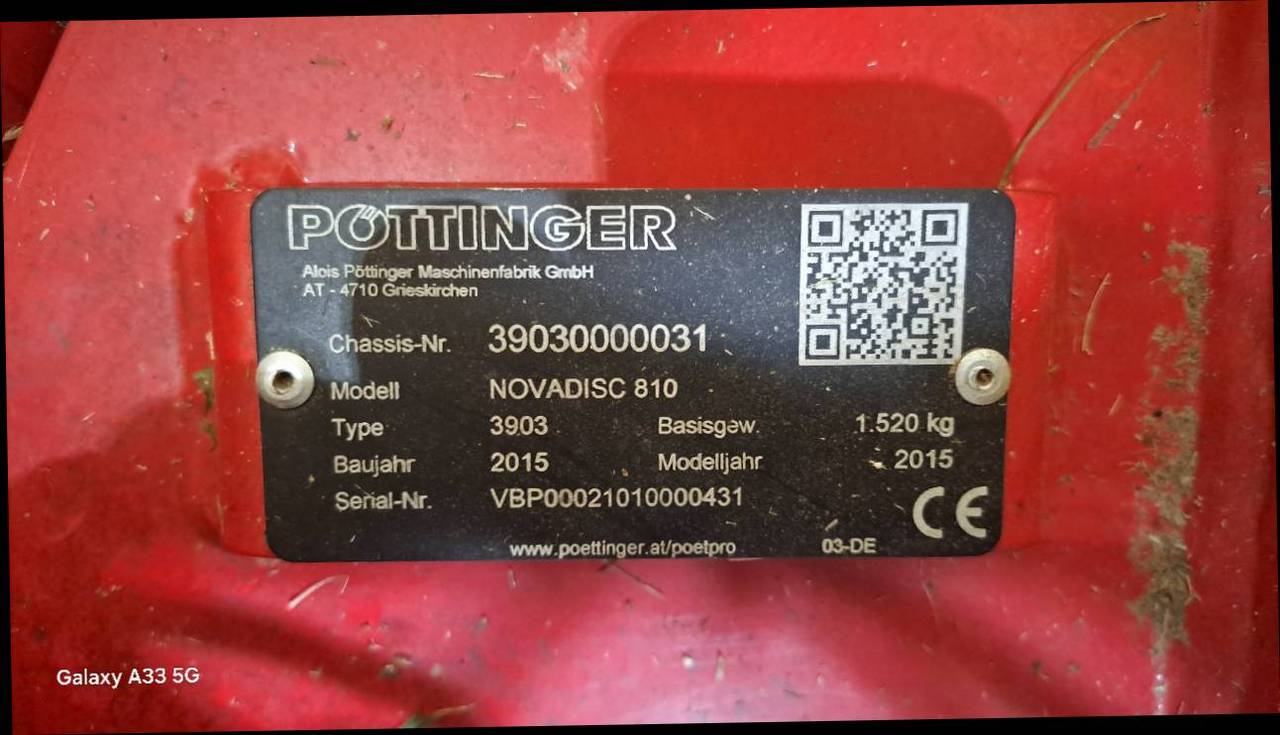 PÖTTINGER
Alois Pöttinger Maschinenfabrik GmbH
AT - 4710 Grieskirchen
Chassis-Nr. 39030000031
Modell NOVADISC 810
Type 3903 Basisgew. 1.520 kg
Baujahr 2015 Modelljahr 2015
Serial-Nr. VBP00021010000431
CE
www.poettinger.at/poetpro 03-DE
Galaxy A33 5G